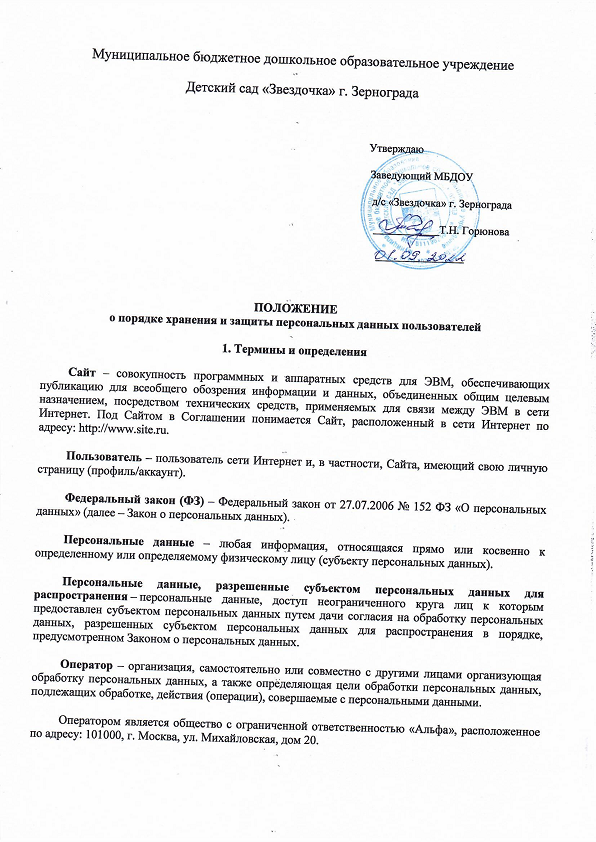 Муниципальное бюджетное дошкольное образовательное учреждение
Детский сад «Звездочка» г. Зернограда
Утверждаю
Заведующий МБДОУ
д/с «Звездочка» г. Зернограда
Т.Н. Горюнова
01.09.
ПОЛОЖЕНИЕ
о порядке хранения и защиты персональных данных пользователей
1. Термины и определения
Сайт – совокупность программных и аппаратных средств для ЭВМ, обеспечивающих
публикацию для всеобщего обозрения информации и данных, объединенных общим целевым
назначением, посредством технических средств, применяемых для связи между ЭВМ в сети
Интернет. Под Сайтом в Соглашении понимается Сайт, расположенный в сети Интернет по
адресу: http://www.site.ru.
Пользователь – пользователь сети Интернет и, в частности, Сайта, имеющий свою личную
страницу (профиль/аккаунт).
Федеральный закон (ФЗ) – Федеральный закон от 27.07.2006 № 152 ФЗ «О персональных
данных» (далее – Закон о персональных данных).
Персональные данные – любая информация, относящаяся прямо или косвенно к
определенному или определяемому физическому лицу (субъекту персональных данных).
Персональные данные, разрешенные субъектом персональных данных для
распространения – персональные данные, доступ неограниченного круга лиц к которым
предоставлен субъектом персональных данных путем дачи согласия на обработку персональных
данных, разрешенных субъектом персональных данных для распространения в порядке,
предусмотренном Законом о персональных данных.
Оператор – организация, самостоятельно или совместно с другими лицами организующая
обработку персональных данных, а также определяющая цели обработки персональных данных,
подлежащих обработке, действия (операции), совершаемые с персональными данными.
Оператором является общество с ограниченной ответственностью «Альфа», расположенное
по адресу: 101000, г. Москва, ул. Михайловская, дом 20.